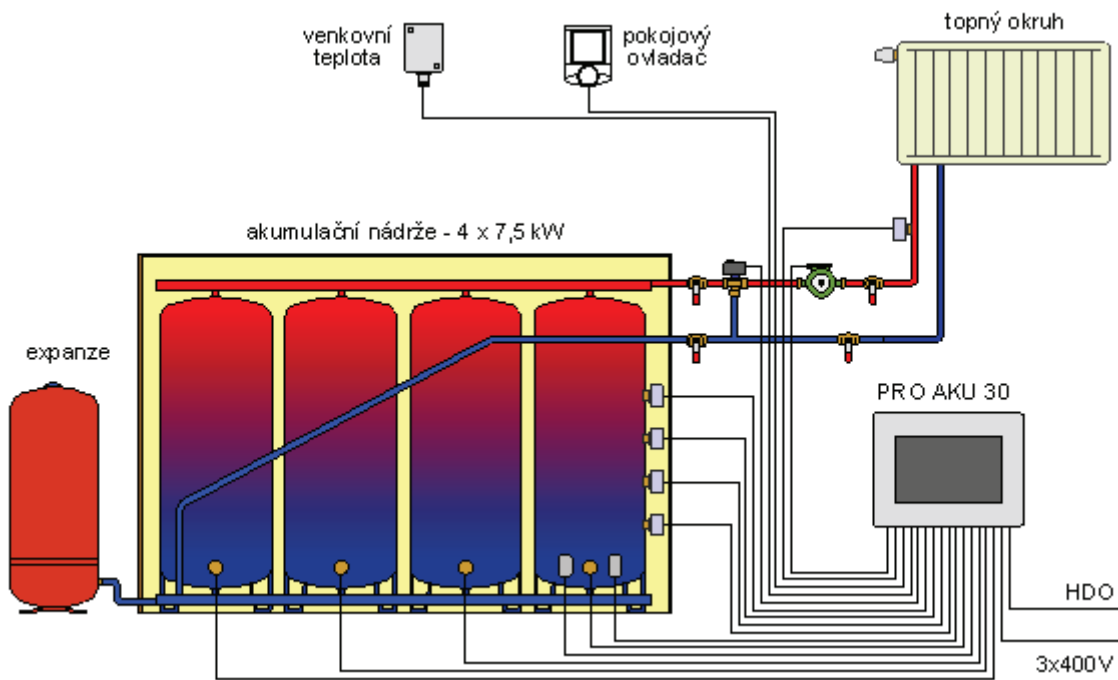 venkovní
teplota
pokojový
ovladač
topný okruh
akumulační nádrže - 4 x 7,5 kW
expanze
PRO AKU 30
HDO
3x400V